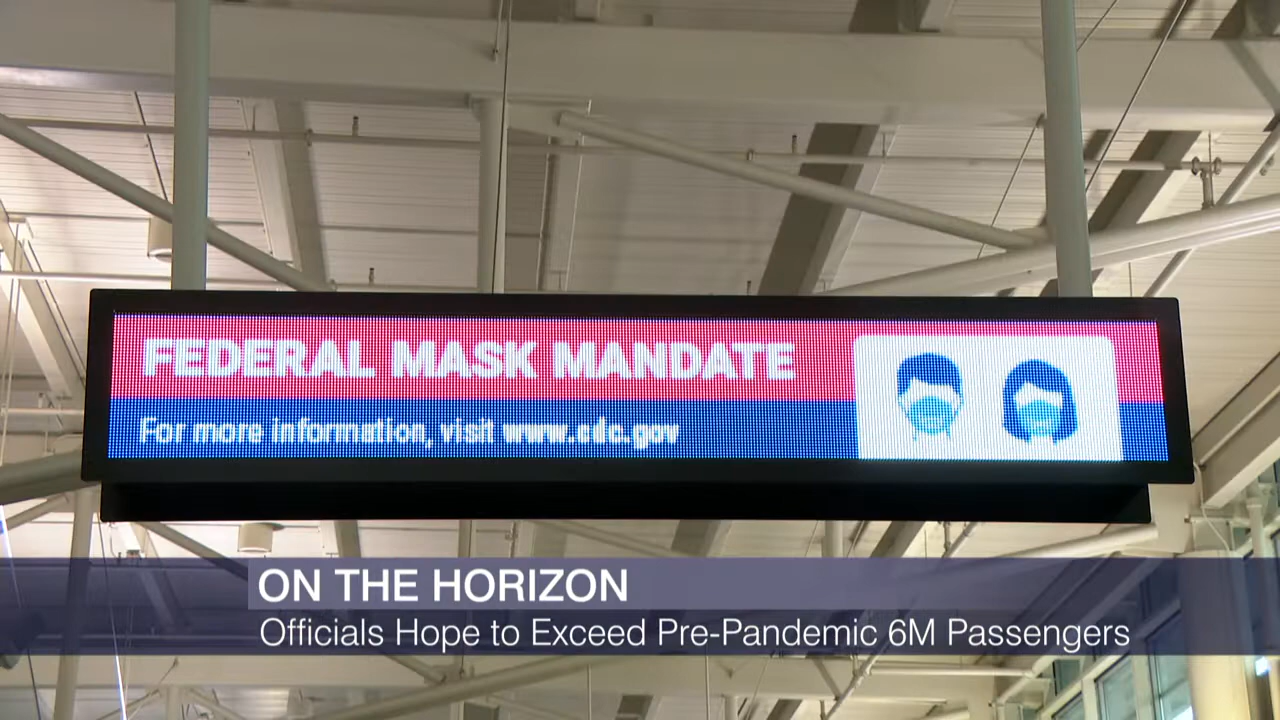 FEDERAL MASK MANDATE
For more information, visit www.cdc.gov
ON THE HORIZON
Officials Hope to Exceed Pre-Pandemic 6M Passengers